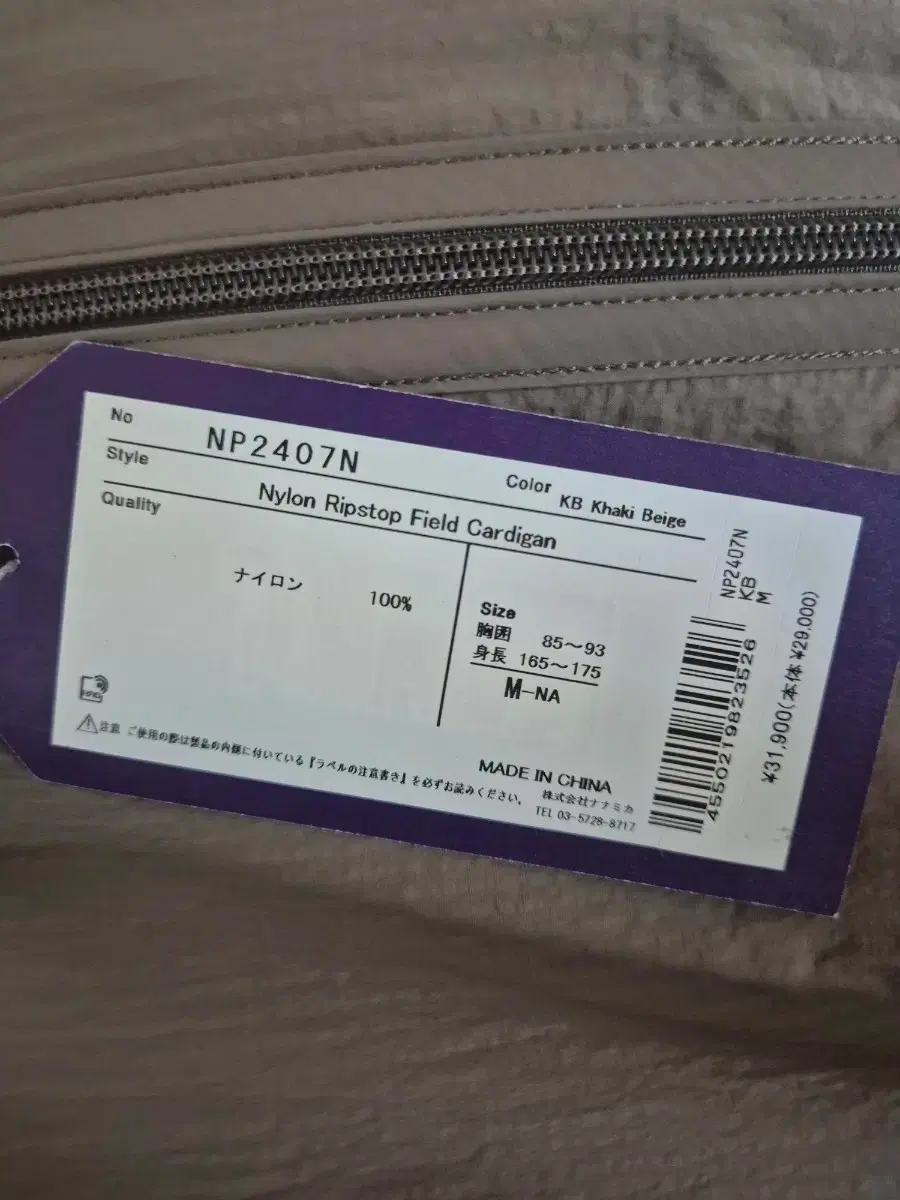 No NP2407N
Color KB Khaki Beige
Style Nylon Ripstop Field Cardigan
Quality
ナイロン 100%
Size
胸囲 85～93
身長 165～175
M-NA
⚠注意 ご使用の際は製品の内側に付いている『ラベルの注意書き』を必ずお読みください。
MADE IN CHINA
株式会社ナナミカ
TEL 03-5728-8717
NP2407N
KB
M
4550219823526
¥31,900(本体 ¥29,000)